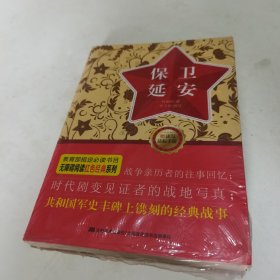 保卫
延安
教育部指定必读书目
无障碍阅读红色经典系列
战争亲历者的往事回忆；
时代剧变见证者的战地写真；
共和国军史丰碑上镌刻的经典战事